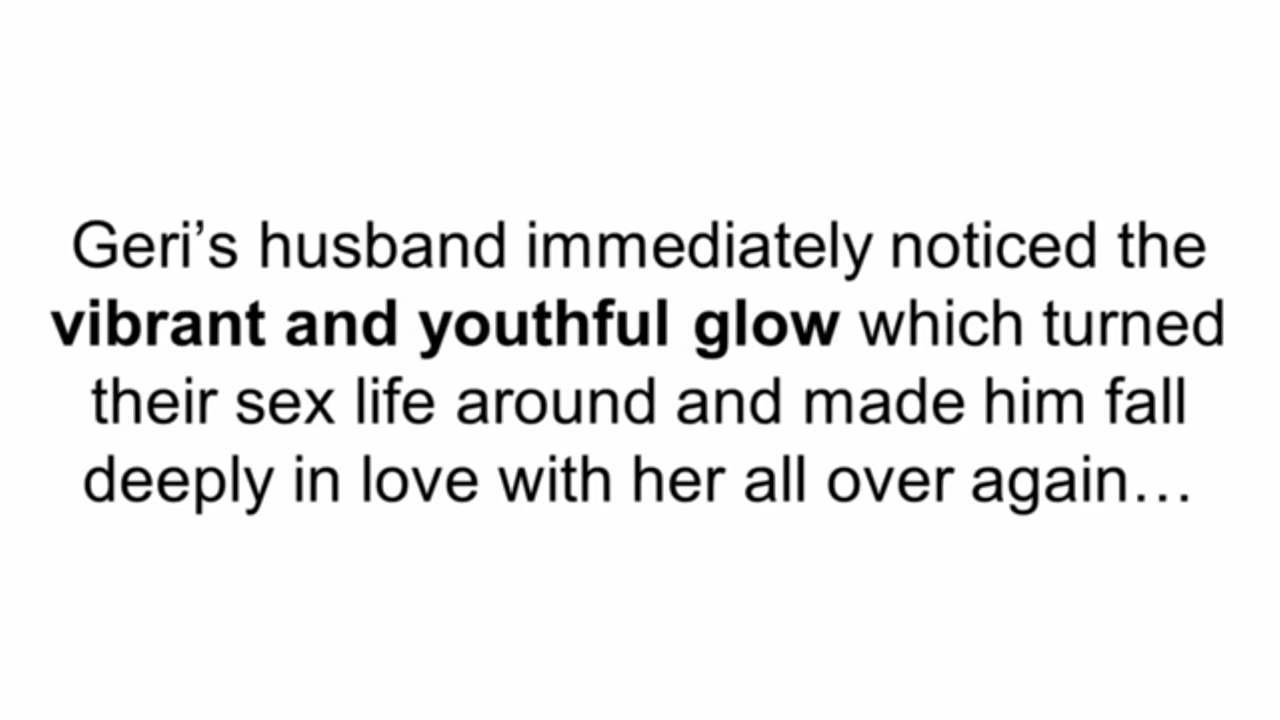 Geri’s husband immediately noticed the
vibrant and youthful glow which turned
their sex life around and made him fall
deeply in love with her all over again…